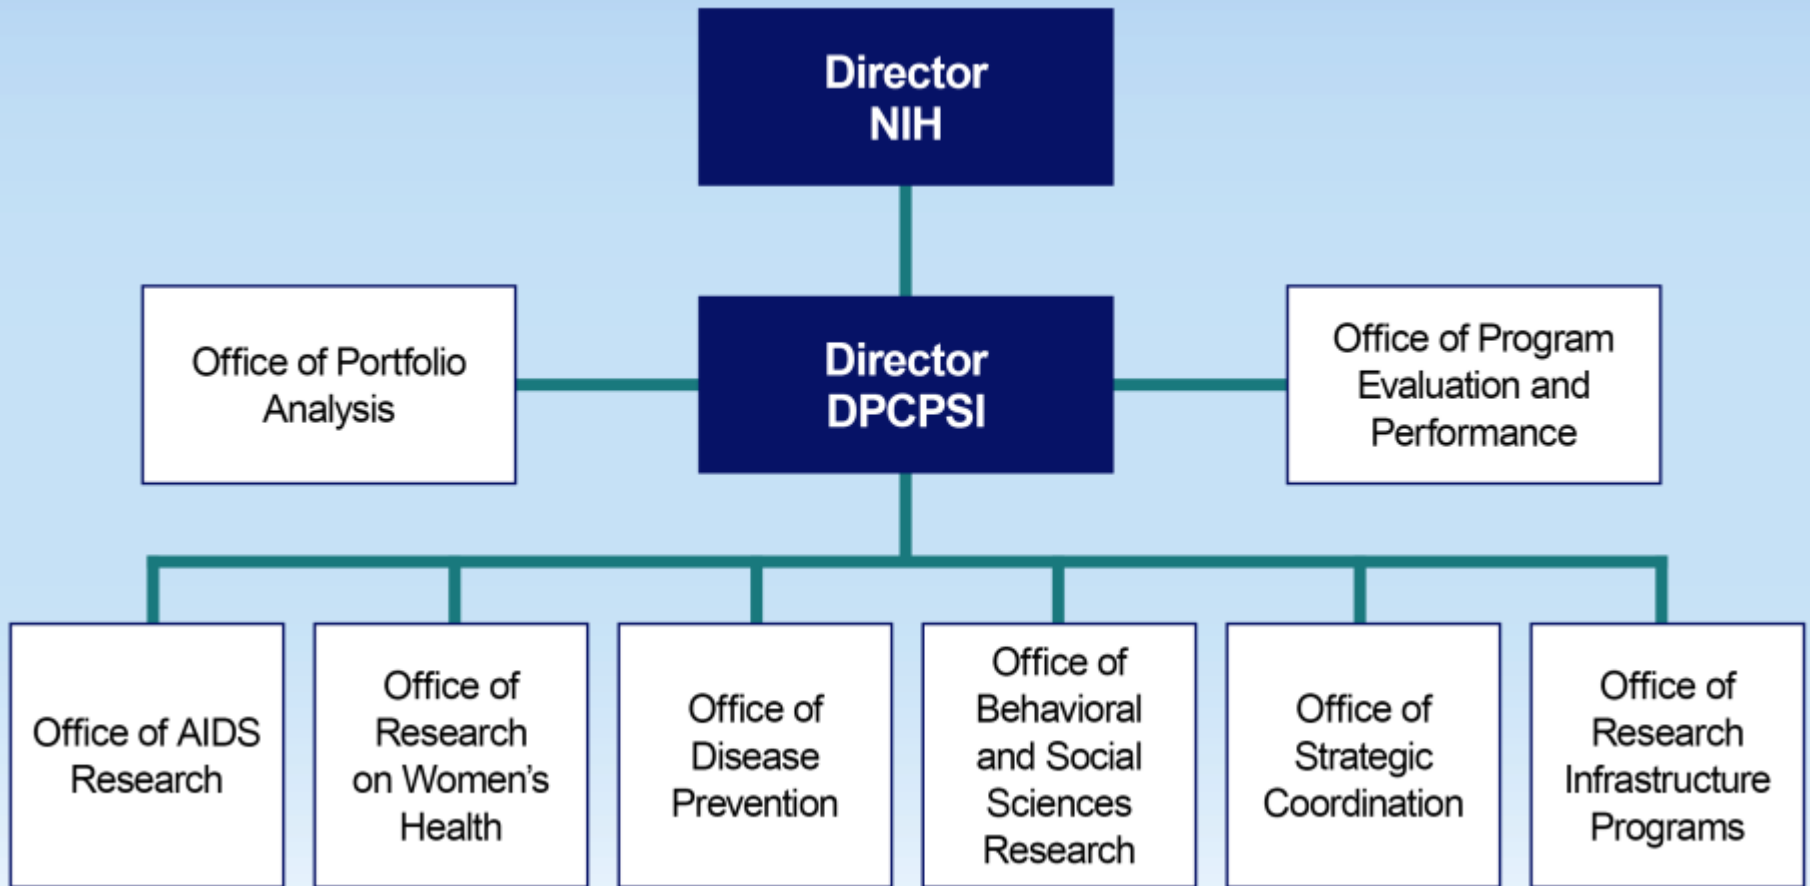 Director
NIH
Office of Portfolio
Analysis
Director
DPCPSI
Office of Program
Evaluation and
Performance
Office of AIDS
Research
Office of
Research
on Women’s
Health
Office of
Disease
Prevention
Office of
Behavioral
and Social
Sciences
Research
Office of
Strategic
Coordination
Office of
Research
Infrastructure
Programs